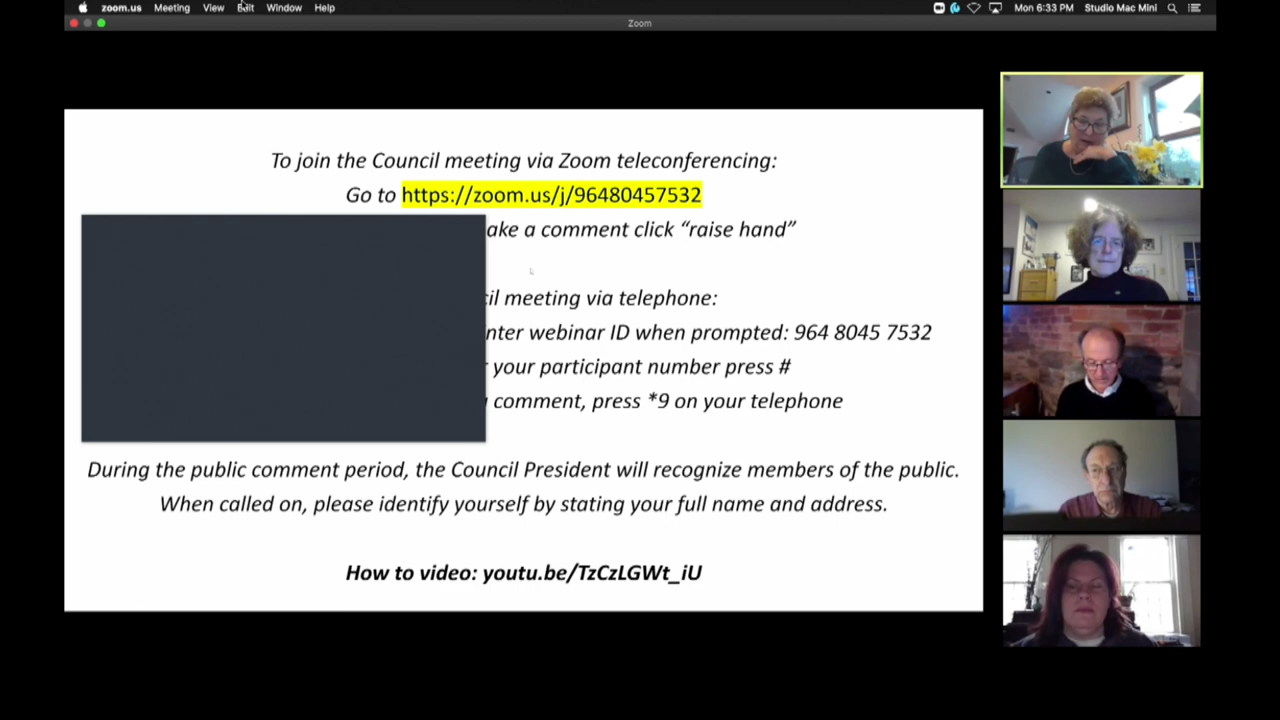 zoom.us Meeting View Edit Window Help Mon 6:33 PM Studio Mac Mini
Zoom
To join the Council meeting via Zoom teleconferencing:
Go to https://zoom.us/j/96480457532
ake a comment click “raise hand”
cil meeting via telephone:
nter webinar ID when prompted: 964 8045 7532
your participant number press #
comment, press *9 on your telephone
During the public comment period, the Council President will recognize members of the public.
When called on, please identify yourself by stating your full name and address.
How to video: youtu.be/TzCzLGWt_iU